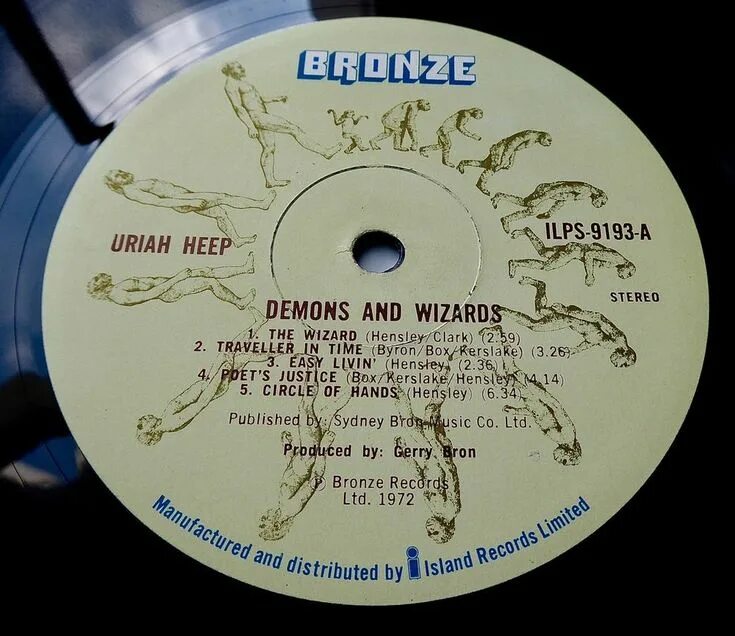 BRONZE
URIAH HEEP
ILPS-9193-A
STEREO
DEMONS AND WIZARDS
1. THE WIZARD (Hensley/Clark) (2.59)
2. TRAVELLER IN TIME (Byron/Box/Kerslake) (3.26)
3. EASY LIVIN' (Hensley) (2.36)
4. POET'S JUSTICE (Box/Kerslake/Hensley) (4.14)
5. CIRCLE OF HANDS (Hensley) (6.34)
Published by: Sydney Bron Music Co. Ltd.
Produced by: Gerry Bron
℗ Bronze Records
Ltd. 1972
Manufactured and distributed by i Island Records Limited